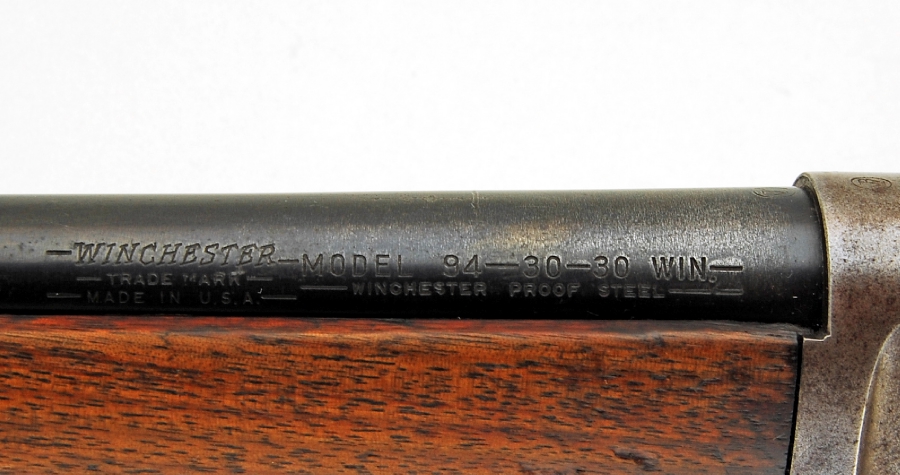 —WINCHESTER—MODEL 94—30—30 WIN.—
—TRADE MARK— —WINCHESTER PROOF STEEL—
—MADE IN U.S.A.—